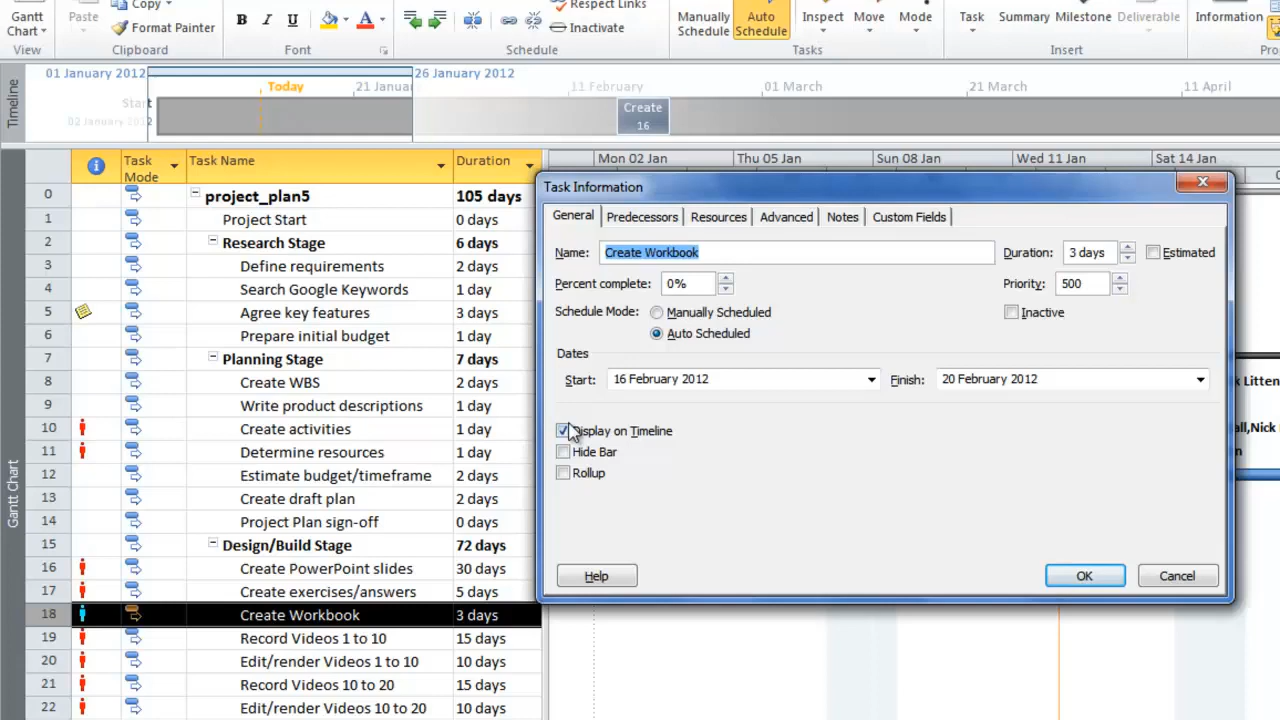 Gantt Chart
Paste
Copy
Format Painter
B I U A
Respect Links
Inactivate
Manually Schedule
Auto Schedule
Inspect
Move
Mode
Task
Summary
Milestone
Deliverable
Information
View
Clipboard
Font
Schedule
Tasks
Insert
Timeline
01 January 2012
26 January 2012
Today
21 Janua
11 February
01 March
21 March
11 April
Start
02 January 2012
Create
16
Gantt Chart
Task Mode
Task Name
Duration
0 project_plan5 105 days
1 Project Start 0 days
2 Research Stage 6 days
3 Define requirements 2 days
4 Search Google Keywords 1 day
5 Agree key features 3 days
6 Prepare initial budget 1 day
7 Planning Stage 7 days
8 Create WBS 2 days
9 Write product descriptions 1 day
10 Create activities 1 day
11 Determine resources 1 day
12 Estimate budget/timeframe 2 days
13 Create draft plan 2 days
14 Project Plan sign-off 0 days
15 Design/Build Stage 72 days
16 Create PowerPoint slides 30 days
17 Create exercises/answers 5 days
18 Create Workbook 3 days
19 Record Videos 1 to 10 15 days
20 Edit/render Videos 1 to 10 10 days
21 Record Videos 10 to 20 15 days
22 Edit/render Videos 10 to 20 10 days
Mon 02 Jan
Thu 05 Jan
Sun 08 Jan
Wed 11 Jan
Sat 14 Jan
Task Information
General Predecessors Resources Advanced Notes Custom Fields
Name: Create Workbook
Duration: 3 days
Estimated
Percent complete: 0%
Priority: 500
Schedule Mode: Manually Scheduled
Inactive
Auto Scheduled
Dates
Start: 16 February 2012
Finish: 20 February 2012
Display on Timeline
Hide Bar
Rollup
Help
OK
Cancel
k Litten
all,Nick
n